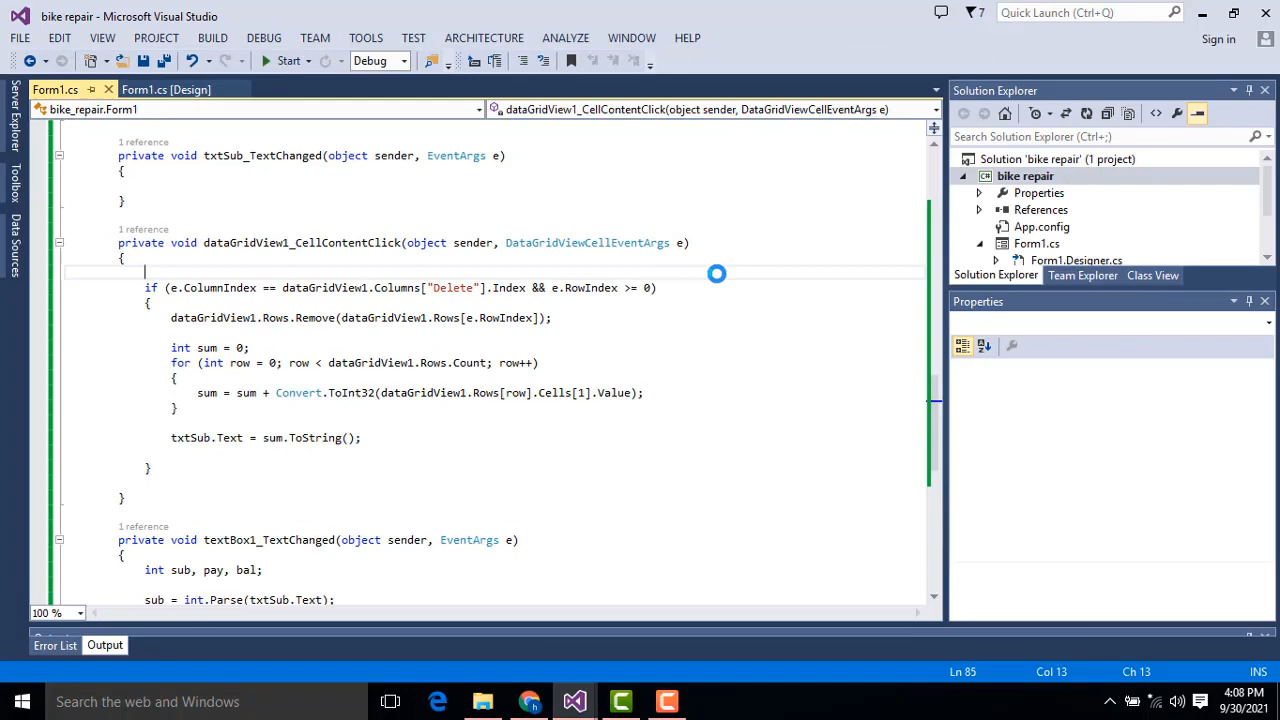 bike repair - Microsoft Visual Studio
7
Quick Launch (Ctrl+Q)
FILE EDIT VIEW PROJECT BUILD DEBUG TEAM TOOLS TEST ARCHITECTURE ANALYZE WINDOW HELP
Sign in
Start Debug
Server Explorer
Toolbox
Data Sources
Form1.cs Form1.cs [Design]
bike_repair.Form1
dataGridView1_CellContentClick(object sender, DataGridViewCellEventArgs e)
1 reference
private void txtSub_TextChanged(object sender, EventArgs e)
{
}
1 reference
private void dataGridView1_CellContentClick(object sender, DataGridViewCellEventArgs e)
{
if (e.ColumnIndex == dataGridView1.Columns["Delete"].Index && e.RowIndex >= 0)
{
dataGridView1.Rows.Remove(dataGridView1.Rows[e.RowIndex]);
int sum = 0;
for (int row = 0; row < dataGridView1.Rows.Count; row++)
{
sum = sum + Convert.ToInt32(dataGridView1.Rows[row].Cells[1].Value);
}
txtSub.Text = sum.ToString();
}
}
1 reference
private void textBox1_TextChanged(object sender, EventArgs e)
{
int sub, pay, bal;
sub = int.Parse(txtSub.Text);
100 %
Error List Output
Solution Explorer
Search Solution Explorer (Ctrl+;)
Solution 'bike repair' (1 project)
C# bike repair
Properties
References
App.config
Form1.cs
Form1.Designer.cs
Solution Explorer Team Explorer Class View
Properties
Ln 85 Col 13 Ch 13 INS
Search the web and Windows
4:08 PM
9/30/2021